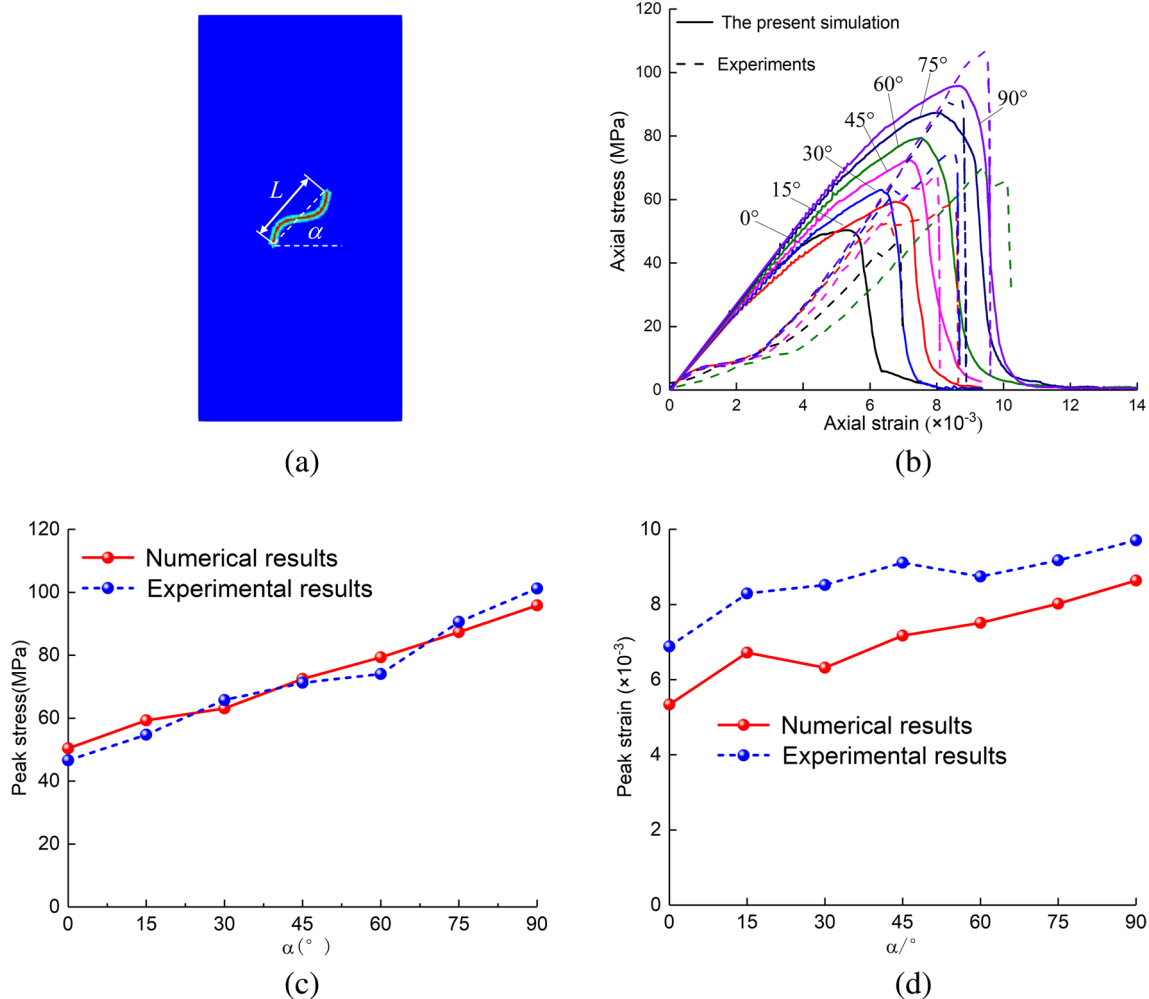 L
α
(a)
120
100
80
60
40
20
0
Axial stress (MPa)
The present simulation
Experiments
0°
15°
30°
45°
60°
75°
90°
0
2
4
6
8
10
12
14
Axial strain (×10⁻³)
(b)
120
100
80
60
40
20
0
Peak stress(MPa)
Numerical results
Experimental results
0
15
30
45
60
75
90
α(°)
(c)
10
8
6
4
2
0
Peak strain (×10⁻³)
Numerical results
Experimental results
0
15
30
45
60
75
90
α/°
(d)